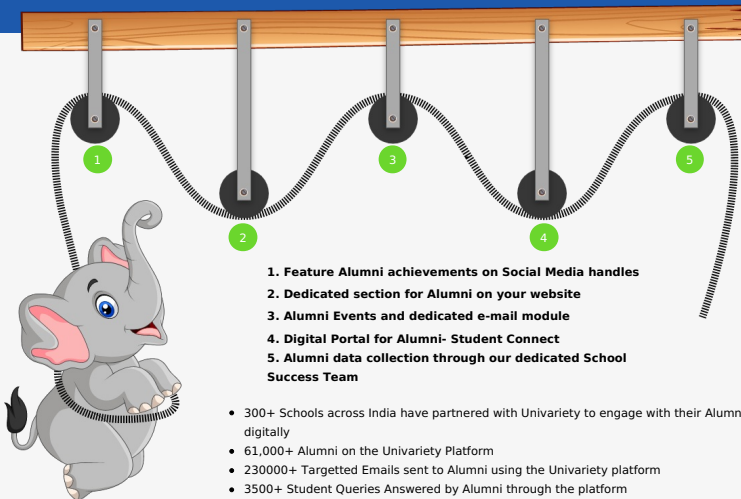 1
3
5
2
4
1. Feature Alumni achievements on Social Media handles
2. Dedicated section for Alumni on your website
3. Alumni Events and dedicated e-mail module
4. Digital Portal for Alumni- Student Connect
5. Alumni data collection through our dedicated School
Success Team
• 300+ Schools across India have partnered with Univariety to engage with their Alumn
digitally
• 61,000+ Alumni on the Univariety Platform
• 230000+ Targetted Emails sent to Alumni using the Univariety platform
• 3500+ Student Queries Answered by Alumni through the platform